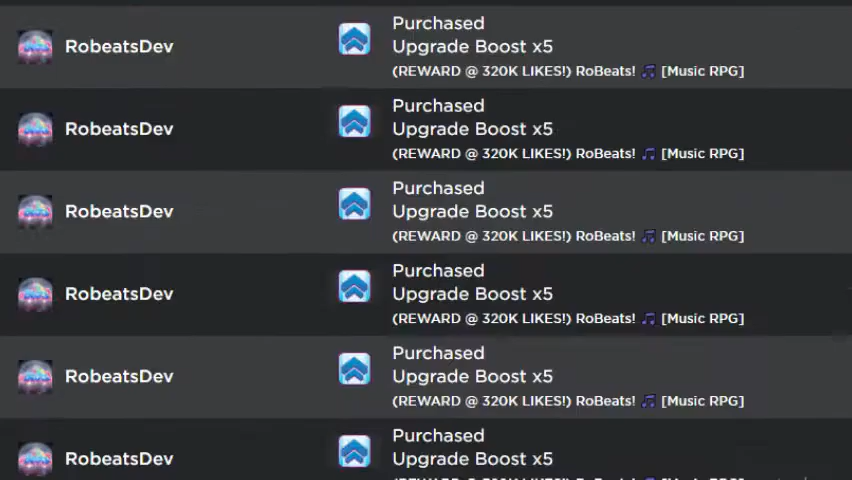 Purchased
RobeatsDev
Upgrade Boost x5
(REWARD @ 320K LIKES!) RoBeats! 🎵 [Music RPG]
Purchased
RobeatsDev
Upgrade Boost x5
(REWARD @ 320K LIKES!) RoBeats! 🎵 [Music RPG]
Purchased
RobeatsDev
Upgrade Boost x5
(REWARD @ 320K LIKES!) RoBeats! 🎵 [Music RPG]
Purchased
RobeatsDev
Upgrade Boost x5
(REWARD @ 320K LIKES!) RoBeats! 🎵 [Music RPG]
Purchased
RobeatsDev
Upgrade Boost x5
(REWARD @ 320K LIKES!) RoBeats! 🎵 [Music RPG]
Purchased
RobeatsDev
Upgrade Boost x5